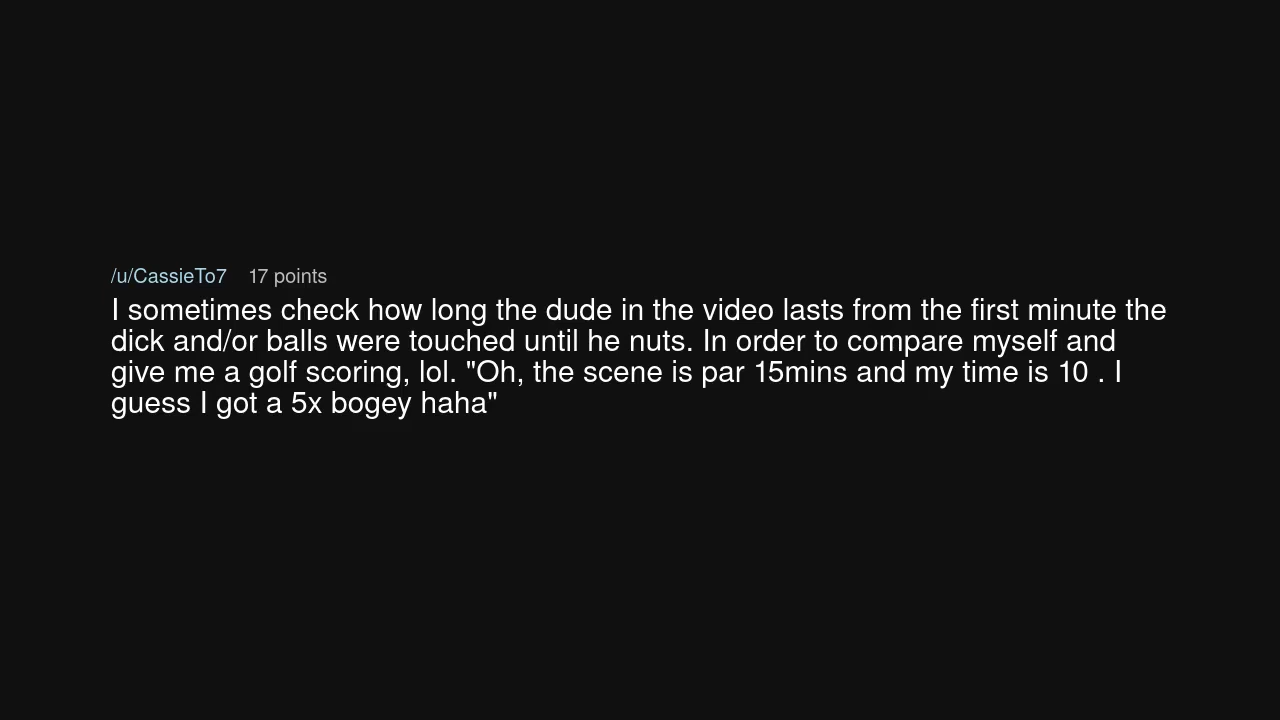 /u/CassieTo7 17 points
I sometimes check how long the dude in the video lasts from the first minute the
dick and/or balls were touched until he nuts. In order to compare myself and
give me a golf scoring, lol. "Oh, the scene is par 15mins and my time is 10 . I
guess I got a 5x bogey haha"